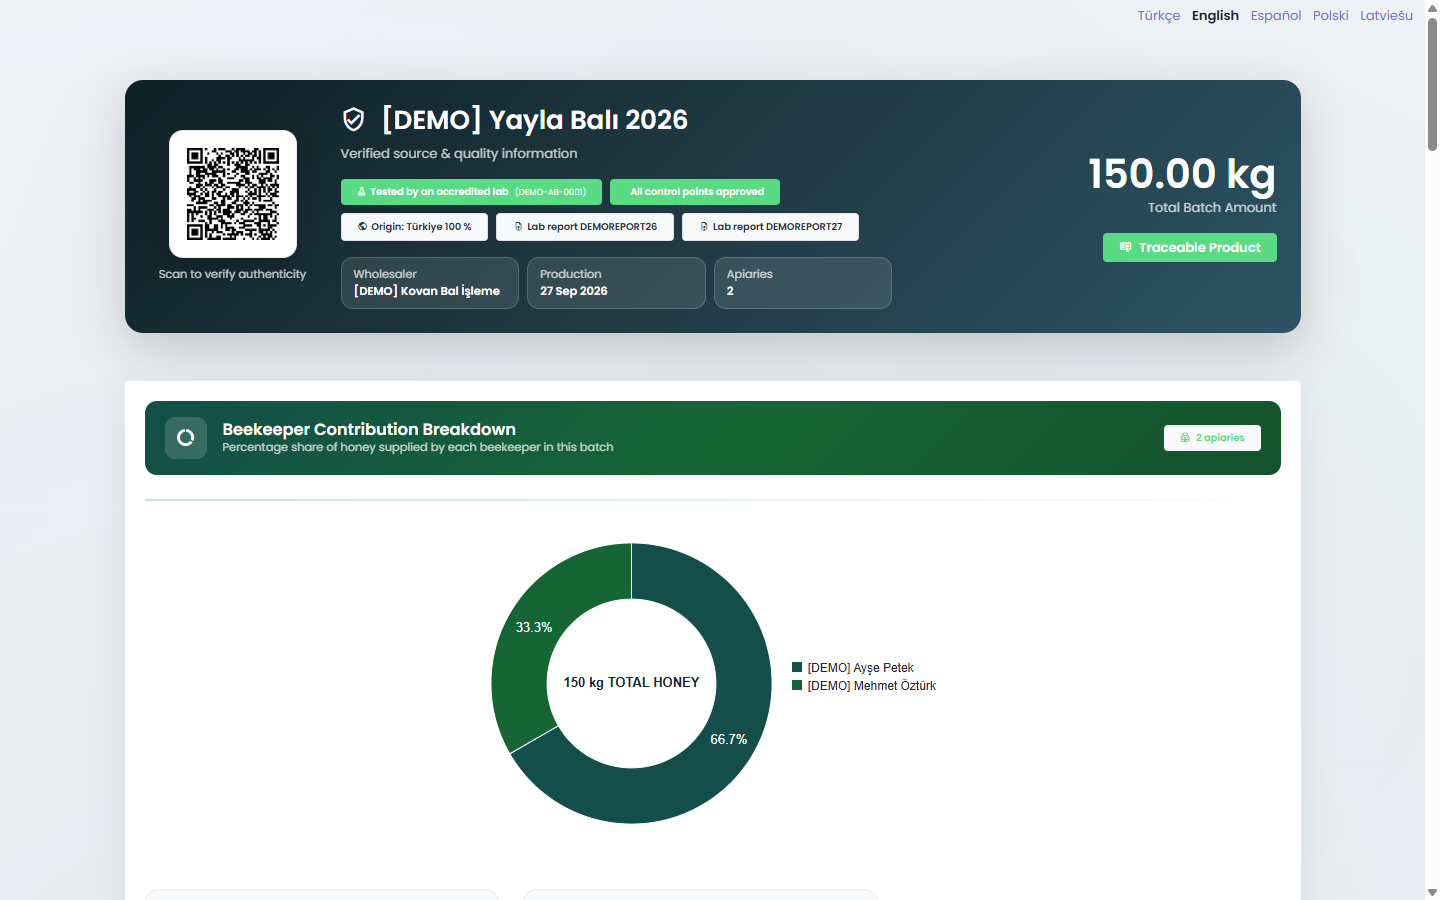 Türkçe English Español Polski Latviešu
[DEMO] Yayla Balı 2026
Verified source & quality information
Tested by an accredited lab (DEMO-AB-0001) All control points approved
Origin: Türkiye 100 % Lab report DEMOREPORT26 Lab report DEMOREPORT27
Wholesaler
[DEMO] Kovan Bal İşleme
Production
27 Sep 2026
Apiaries
2
Scan to verify authenticity
150.00 kg
Total Batch Amount
Traceable Product
Beekeeper Contribution Breakdown
Percentage share of honey supplied by each beekeeper in this batch
2 apiaries
33.3%
150 kg TOTAL HONEY
66.7%
[DEMO] Ayşe Petek
[DEMO] Mehmet Öztürk